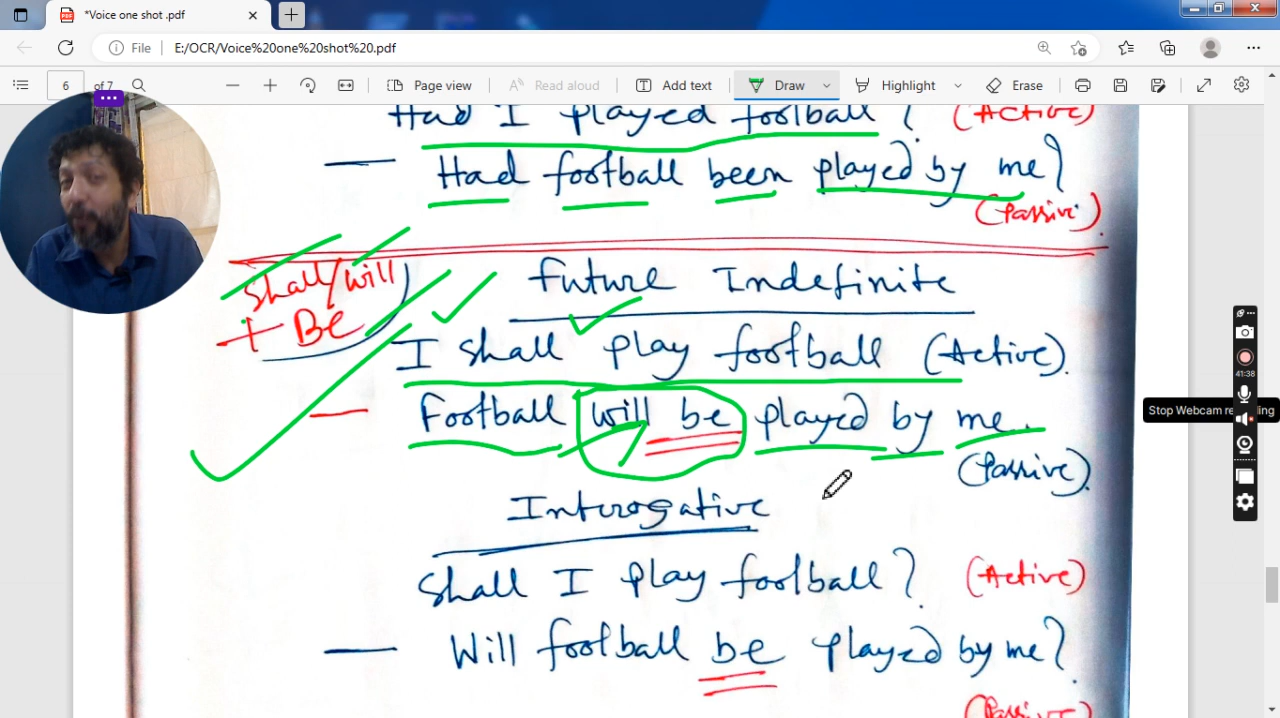 *Voice one shot .pdf
File E:/OCR/Voice%20one%20shot%20.pdf
6 of 7 Page view Read aloud Add text Draw Highlight Erase
Had I played football? (Active)
— Had football been played by me?
(Passive).
Shall/will
+ Be
Future Indefinite
I shall play football (Active).
— Football will be played by me.
(Passive).
Interogative
Shall I play football? (Active)
— Will football be played by me?
(Passive)
41:38
Stop Webcam re